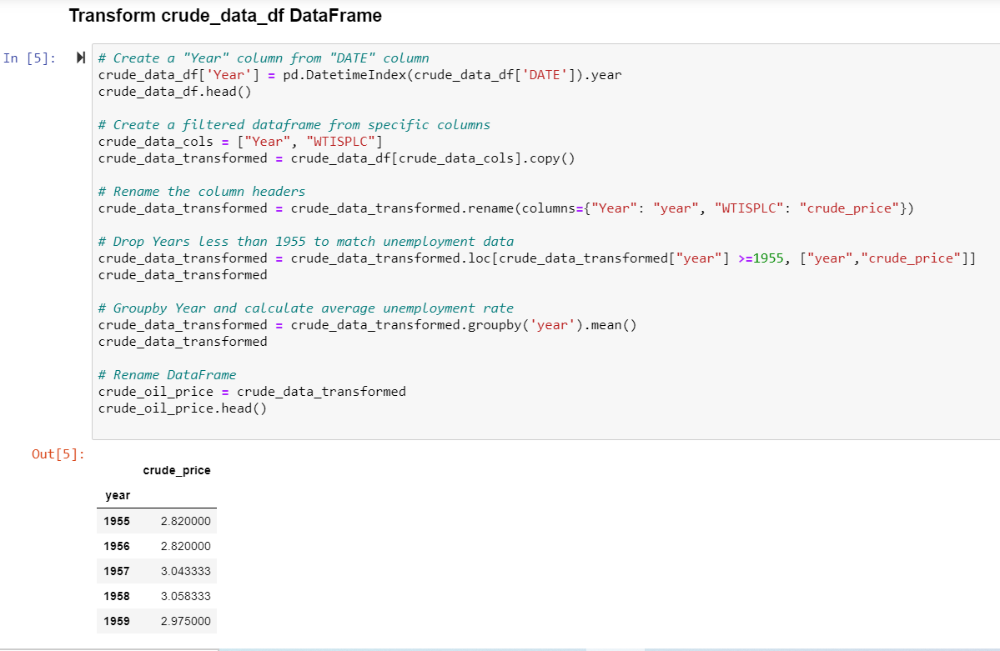 Transform crude_data_df DataFrame
In [5]:
# Create a "Year" column from "DATE" column
crude_data_df['Year'] = pd.DatetimeIndex(crude_data_df['DATE']).year
crude_data_df.head()
# Create a filtered dataframe from specific columns
crude_data_cols = ["Year", "WTISPLC"]
crude_data_transformed = crude_data_df[crude_data_cols].copy()
# Rename the column headers
crude_data_transformed = crude_data_transformed.rename(columns={"Year": "year", "WTISPLC": "crude_price"})
# Drop Years less than 1955 to match unemployment data
crude_data_transformed = crude_data_transformed.loc[crude_data_transformed["year"] >=1955, ["year","crude_price"]]
crude_data_transformed
# Groupby Year and calculate average unemployment rate
crude_data_transformed = crude_data_transformed.groupby('year').mean()
crude_data_transformed
# Rename DataFrame
crude_oil_price = crude_data_transformed
crude_oil_price.head()
Out[5]:
crude_price
year
1955 2.820000
1956 2.820000
1957 3.043333
1958 3.058333
1959 2.975000